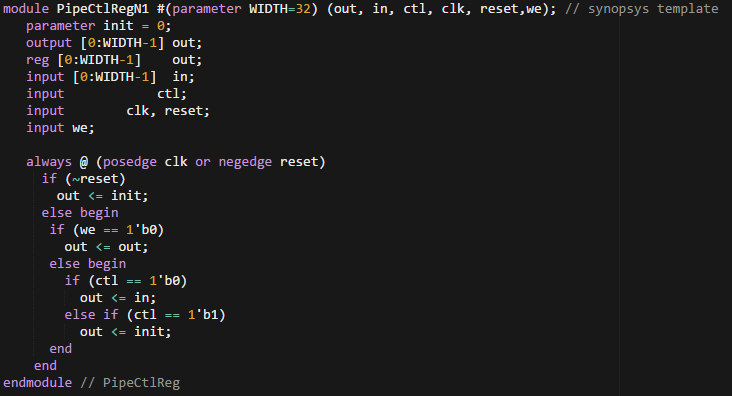 module PipeCtlRegN1 #(parameter WIDTH=32) (out, in, ctl, clk, reset,we); // synopsys template
   parameter init = 0;
   output [0:WIDTH-1] out;
   reg [0:WIDTH-1]    out;
   input [0:WIDTH-1]  in;
   input            ctl;
   input        clk, reset;
   input we;

   always @ (posedge clk or negedge reset)
     if (~reset)
       out <= init;
     else begin
      if (we == 1'b0)
        out <= out;
      else begin
        if (ctl == 1'b0)
          out <= in;
        else if (ctl == 1'b1)
          out <= init;
      end
    end
endmodule // PipeCtlReg